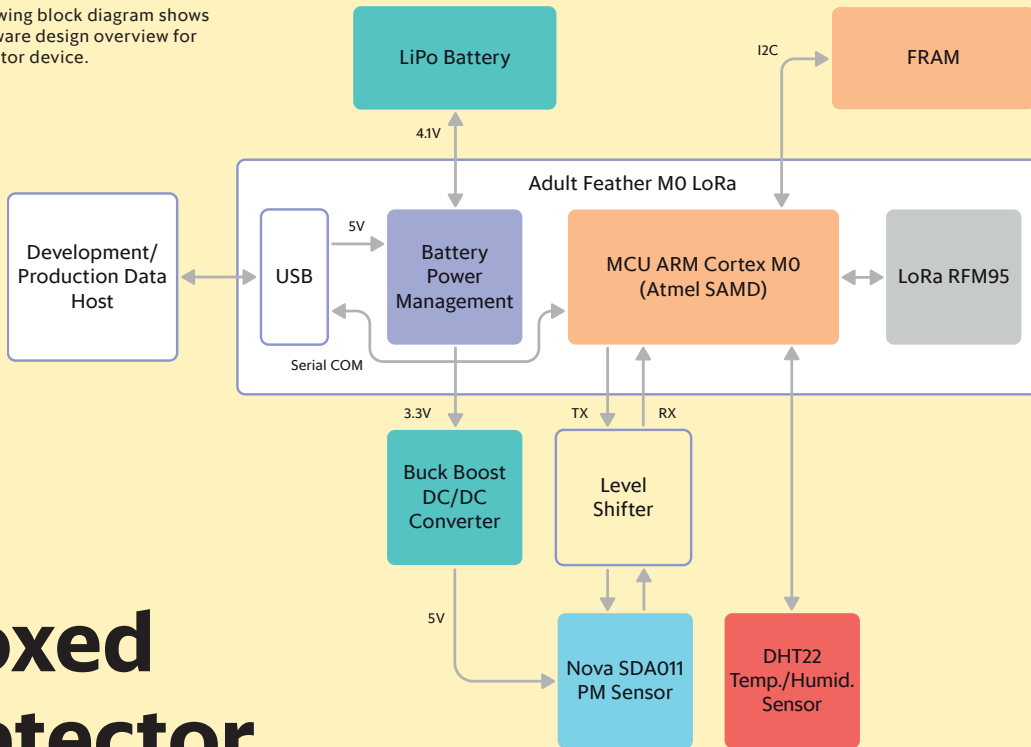 wing block diagram shows
ware design overview for
tor device.
LiPo Battery
I2C
FRAM
4.1V
Adult Feather M0 LoRa
Development/
Production Data
Host
USB
5V
Battery
Power
Management
MCU ARM Cortex M0
(Atmel SAMD)
LoRa RFM95
Serial COM
3.3V
TX
RX
Buck Boost
DC/DC
Converter
Level
Shifter
5V
Nova SDA011
PM Sensor
DHT22
Temp./Humid.
Sensor
oxed
etector